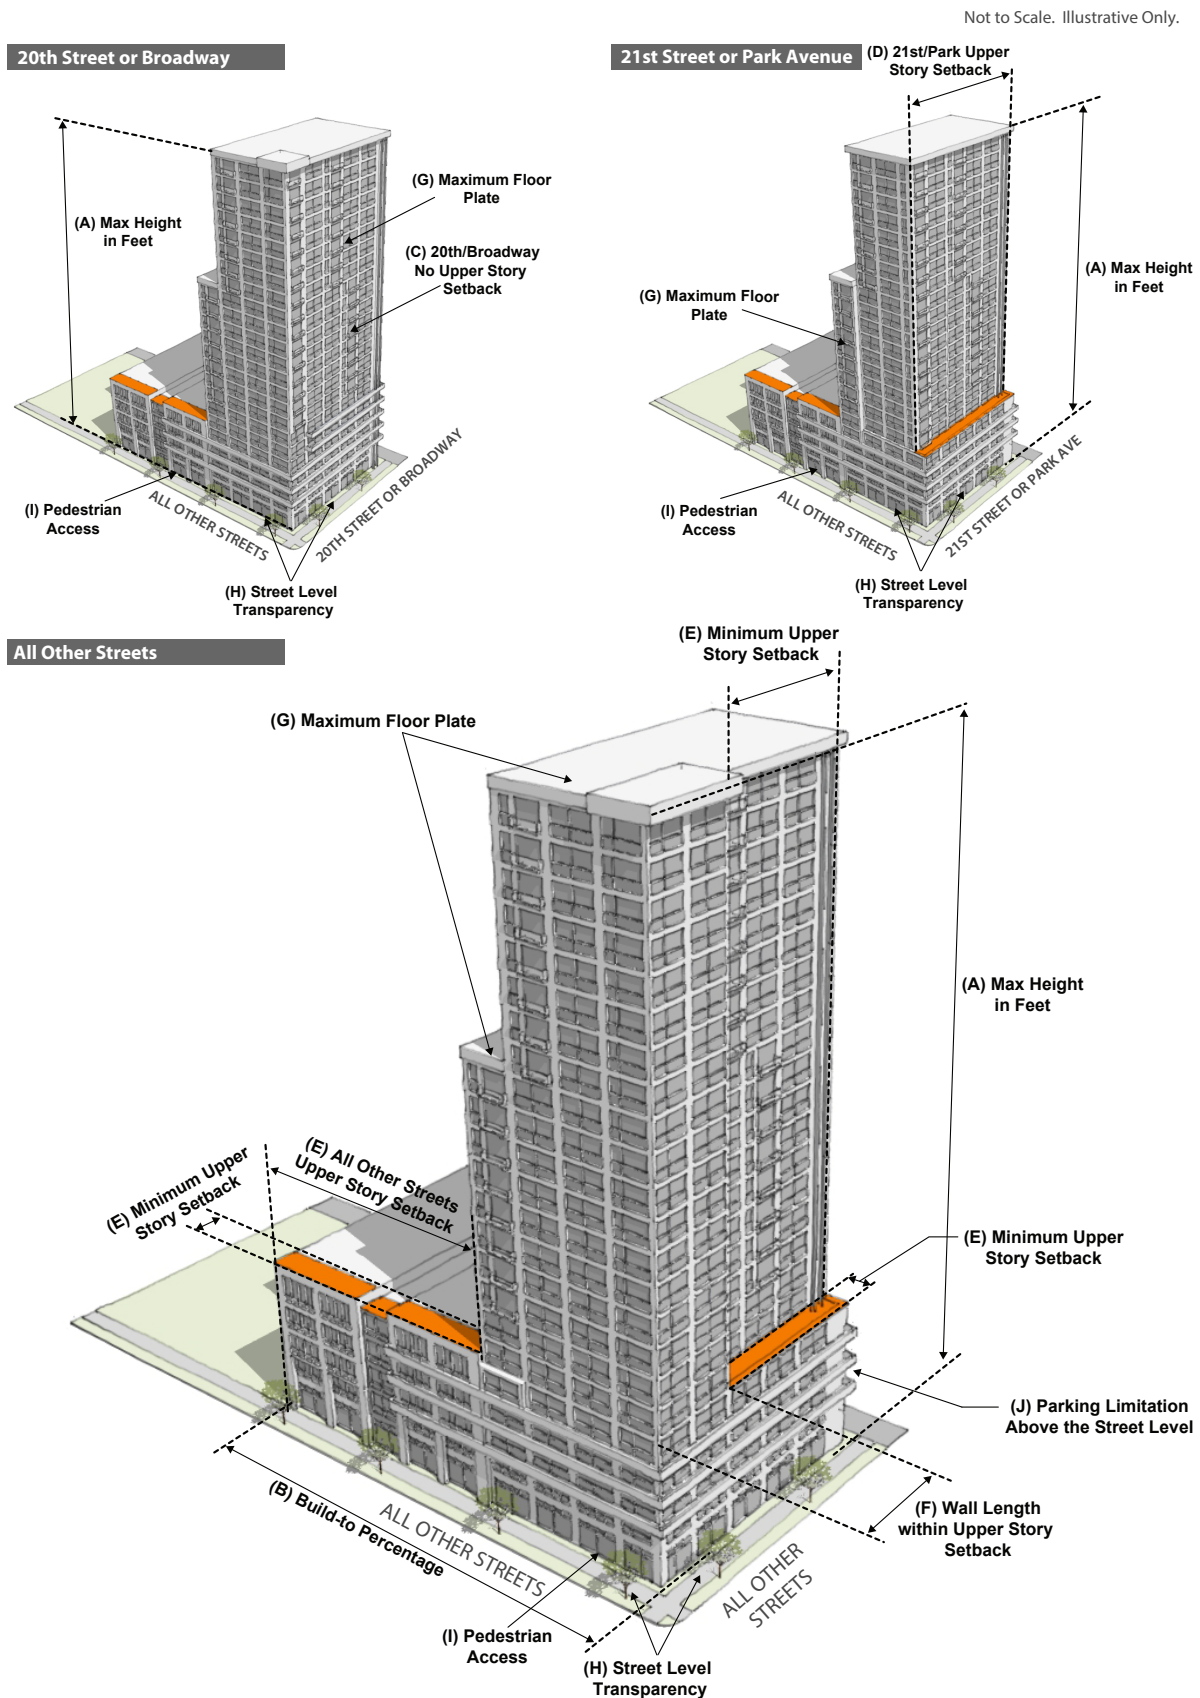 Not to Scale.  Illustrative Only.
20th Street or Broadway
(A) Max Height
in Feet
(G) Maximum Floor
Plate
(C) 20th/Broadway
No Upper Story
Setback
(I) Pedestrian
Access
ALL OTHER STREETS
20TH STREET OR BROADWAY
(H) Street Level
Transparency
21st Street or Park Avenue
(D) 21st/Park Upper
Story Setback
(A) Max Height
in Feet
(G) Maximum Floor
Plate
(I) Pedestrian
Access
ALL OTHER STREETS
21ST STREET OR PARK AVE
(H) Street Level
Transparency
All Other Streets
(E) Minimum Upper
Story Setback
(G) Maximum Floor Plate
(A) Max Height
in Feet
(E) Minimum Upper
Story Setback
(E) All Other Streets
Upper Story Setback
(E) Minimum Upper
Story Setback
(J) Parking Limitation
Above the Street Level
(F) Wall Length
within Upper Story
Setback
(B) Build-to Percentage
ALL OTHER STREETS
ALL OTHER
STREETS
(I) Pedestrian
Access
(H) Street Level
Transparency